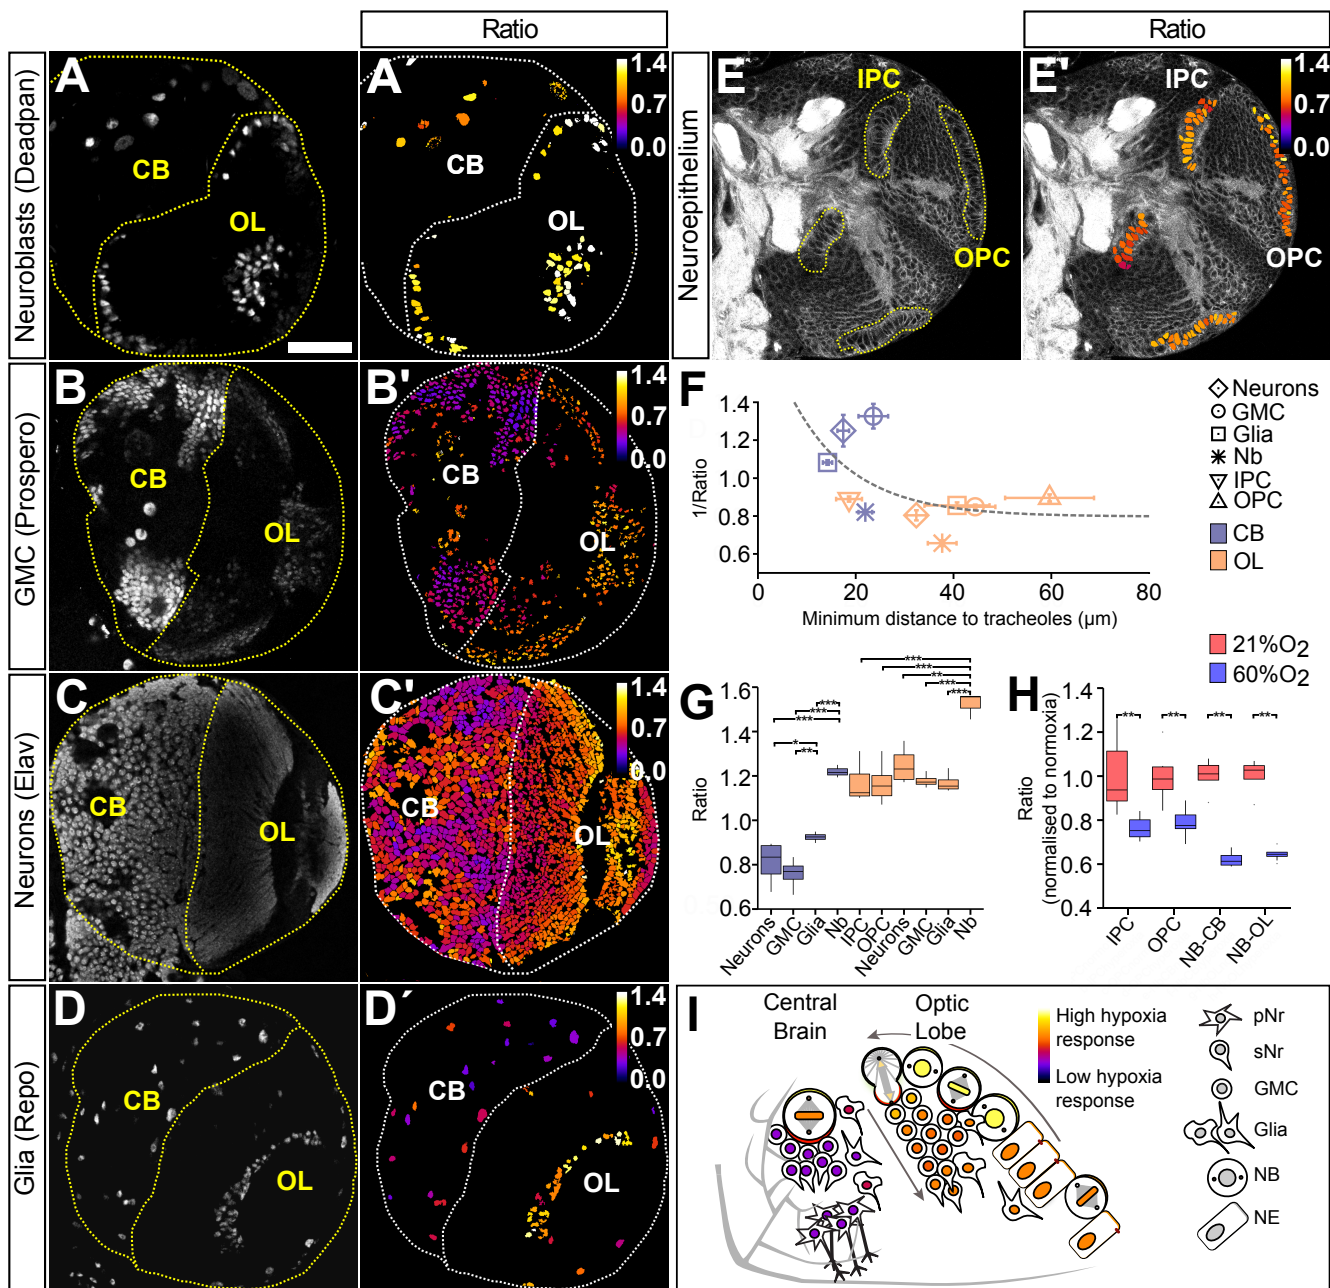 Ratio
Ratio
Neuroblasts (Deadpan)
A
CB
OL
A´
CB
OL
1.4
0.7
0.0
Neuroepithelium
E
IPC
OPC
E'
IPC
OPC
1.4
0.7
0.0
GMC (Prospero)
B
CB
OL
B'
CB
OL
1.4
0.7
0.0
F
1/Ratio
1.4
1.2
1.0
0.8
0.6
0 20 40 60 80
Minimum distance to tracheoles (µm)
Neurons
GMC
Glia
Nb
IPC
OPC
CB
OL
Neurons (Elav)
C
CB
OL
C'
CB
OL
1.4
0.7
0.0
G
Ratio
1.6
1.4
1.2
1.0
0.8
0.6
*** 
***
**
***
***
***
***
***
*
**
Neurons GMC Glia Nb IPC OPC Neurons GMC Glia Nb
21%O2
60%O2
H
Ratio
(normalised to normoxia)
1.4
1.2
1.0
0.8
0.6
0.4
** ** ** **
IPC OPC NB-CB NB-OL
Glia (Repo)
D
CB
OL
D´
CB
OL
1.4
0.7
0.0
I
Central
Brain
Optic
Lobe
High hypoxia
response
Low hypoxia
response
pNr
sNr
GMC
Glia
NB
NE